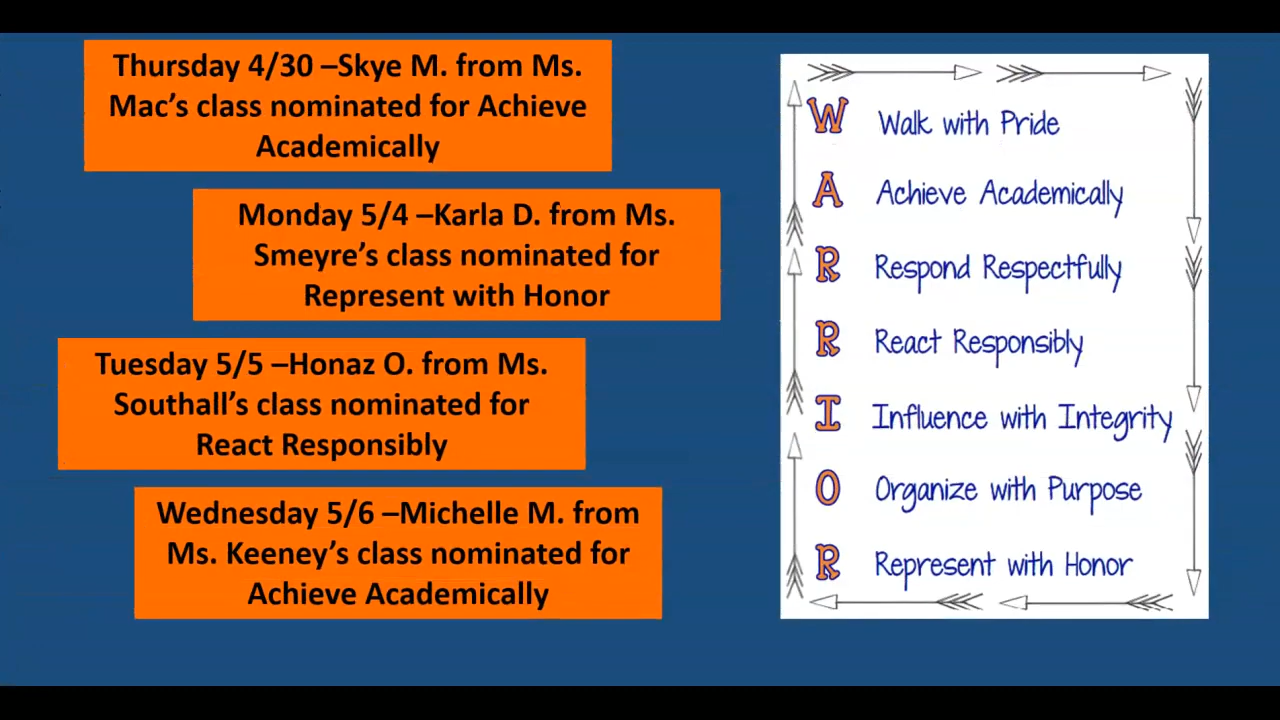 Thursday 4/30 –Skye M. from Ms.
Mac’s class nominated for Achieve
Academically
Monday 5/4 –Karla D. from Ms.
Smeyre’s class nominated for
Represent with Honor
Tuesday 5/5 –Honaz O. from Ms.
Southall’s class nominated for
React Responsibly
Wednesday 5/6 –Michelle M. from
Ms. Keeney’s class nominated for
Achieve Academically
W Walk with Pride
A Achieve Academically
R Respond Respectfully
R React Responsibly
I Influence with Integrity
O Organize with Purpose
R Represent with Honor